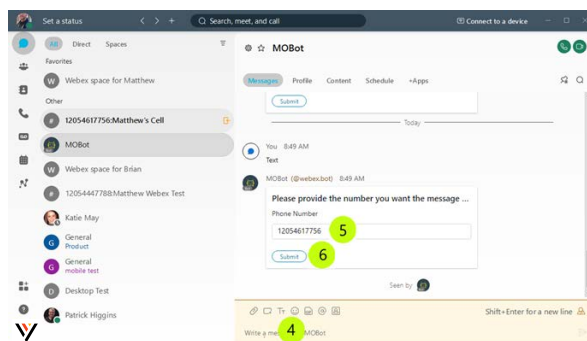 Set a status
Search, meet, and call
Connect to a device
All Direct Spaces
Favorites
W Webex space for Matthew
Other
# 12054617756:Matthew's Cell
MOBot
W Webex space for Brian
# 12054447788:Matthew Webex Test
Katie May
G General
Product
G General
mobile test
D Desktop Test
Patrick Higgins
MOBot
Messages Profile Content Schedule +Apps
Submit
Today
You 8:49 AM
Text
MOBot (@webex.bot) 8:49 AM
Please provide the number you want the message ...
Phone Number
12054617756 5
Submit 6
Seen by
Shift+Enter for a new line
Write a me 4 MOBot